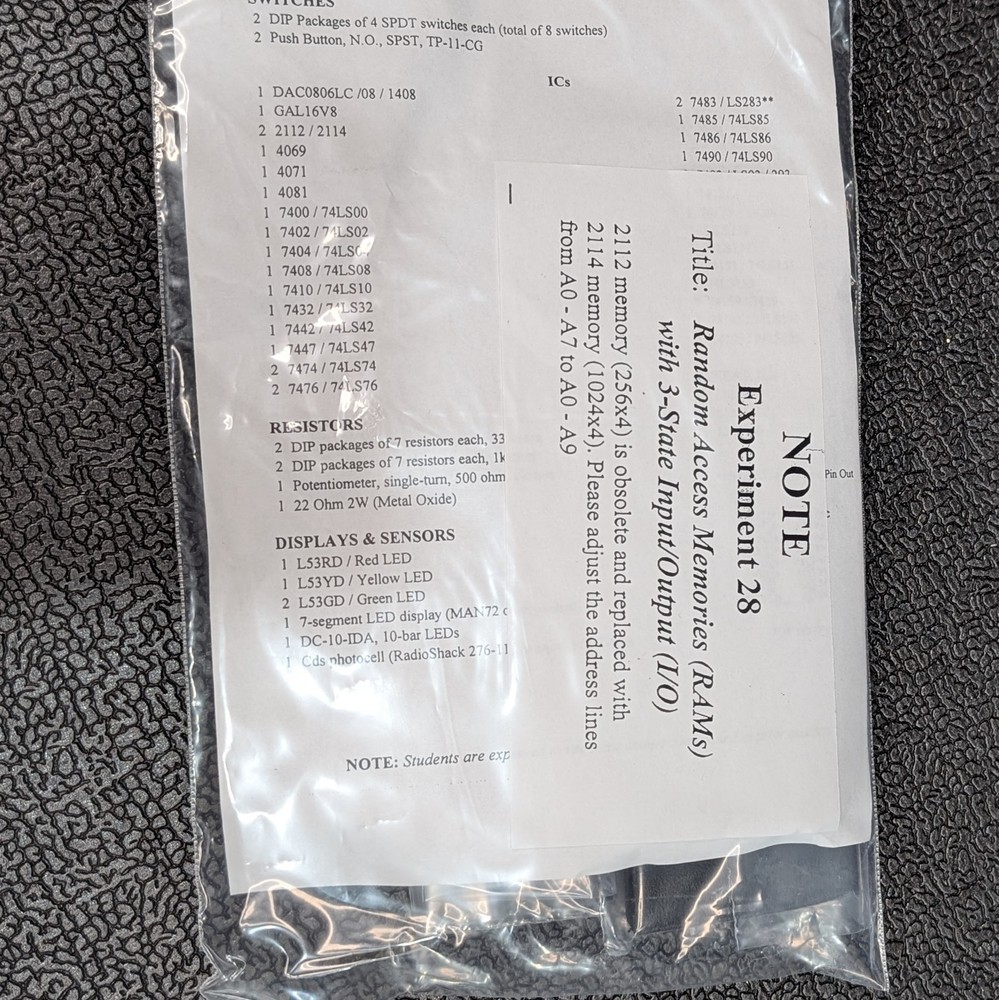 SWITCHES
2 DIP Packages of 4 SPDT switches each (total of 8 switches)
2 Push Button, N.O., SPST, TP-11-CG
ICs
1 DAC0806LC /08 / 1408
1 GAL16V8
2 2112 / 2114
1 4069
1 4071
1 4081
1 7400 / 74LS00
1 7402 / 74LS02
1 7404 / 74LS04
1 7408 / 74LS08
1 7410 / 74LS10
1 7432 / 74LS32
1 7442 / 74LS42
1 7447 / 74LS47
2 7474 / 74LS74
2 7476 / 74LS76
2 7483 / LS283**
1 7485 / 74LS85
1 7486 / 74LS86
1 7490 / 74LS90
RESISTORS
2 DIP packages of 7 resistors each, 33
2 DIP packages of 7 resistors each, 1k
1 Potentiometer, single-turn, 500 ohm
1 22 Ohm 2W (Metal Oxide)
DISPLAYS & SENSORS
1 L53RD / Red LED
1 L53YD / Yellow LED
2 L53GD / Green LED
1 7-segment LED display (MAN72
1 DC-10-IDA, 10-bar LEDs
1 Cds photocell (RadioShack 276-11
NOTE: Students are exp
Pin Out
NOTE
Experiment 28
Title: Random Access Memories (RAMs)
with 3-State Input/Output (I/O)
2112 memory (256x4) is obsolete and replaced with
2114 memory (1024x4). Please adjust the address lines
from A0 - A7 to A0 - A9